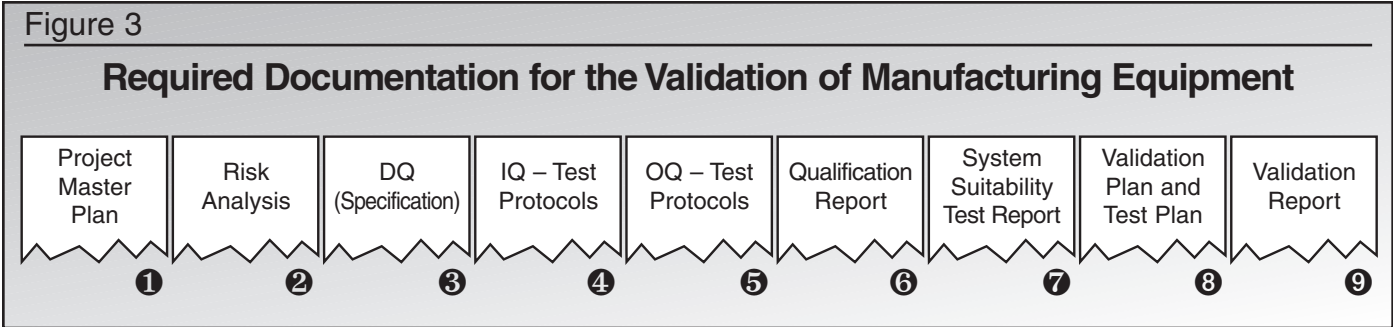 Figure 3
Required Documentation for the Validation of Manufacturing Equipment
Project
Master
Plan
❶
Risk
Analysis
❷
DQ
(Specification)
❸
IQ – Test
Protocols
❹
OQ – Test
Protocols
❺
Qualification
Report
❻
System
Suitability
Test Report
❼
Validation
Plan and
Test Plan
❽
Validation
Report
❾